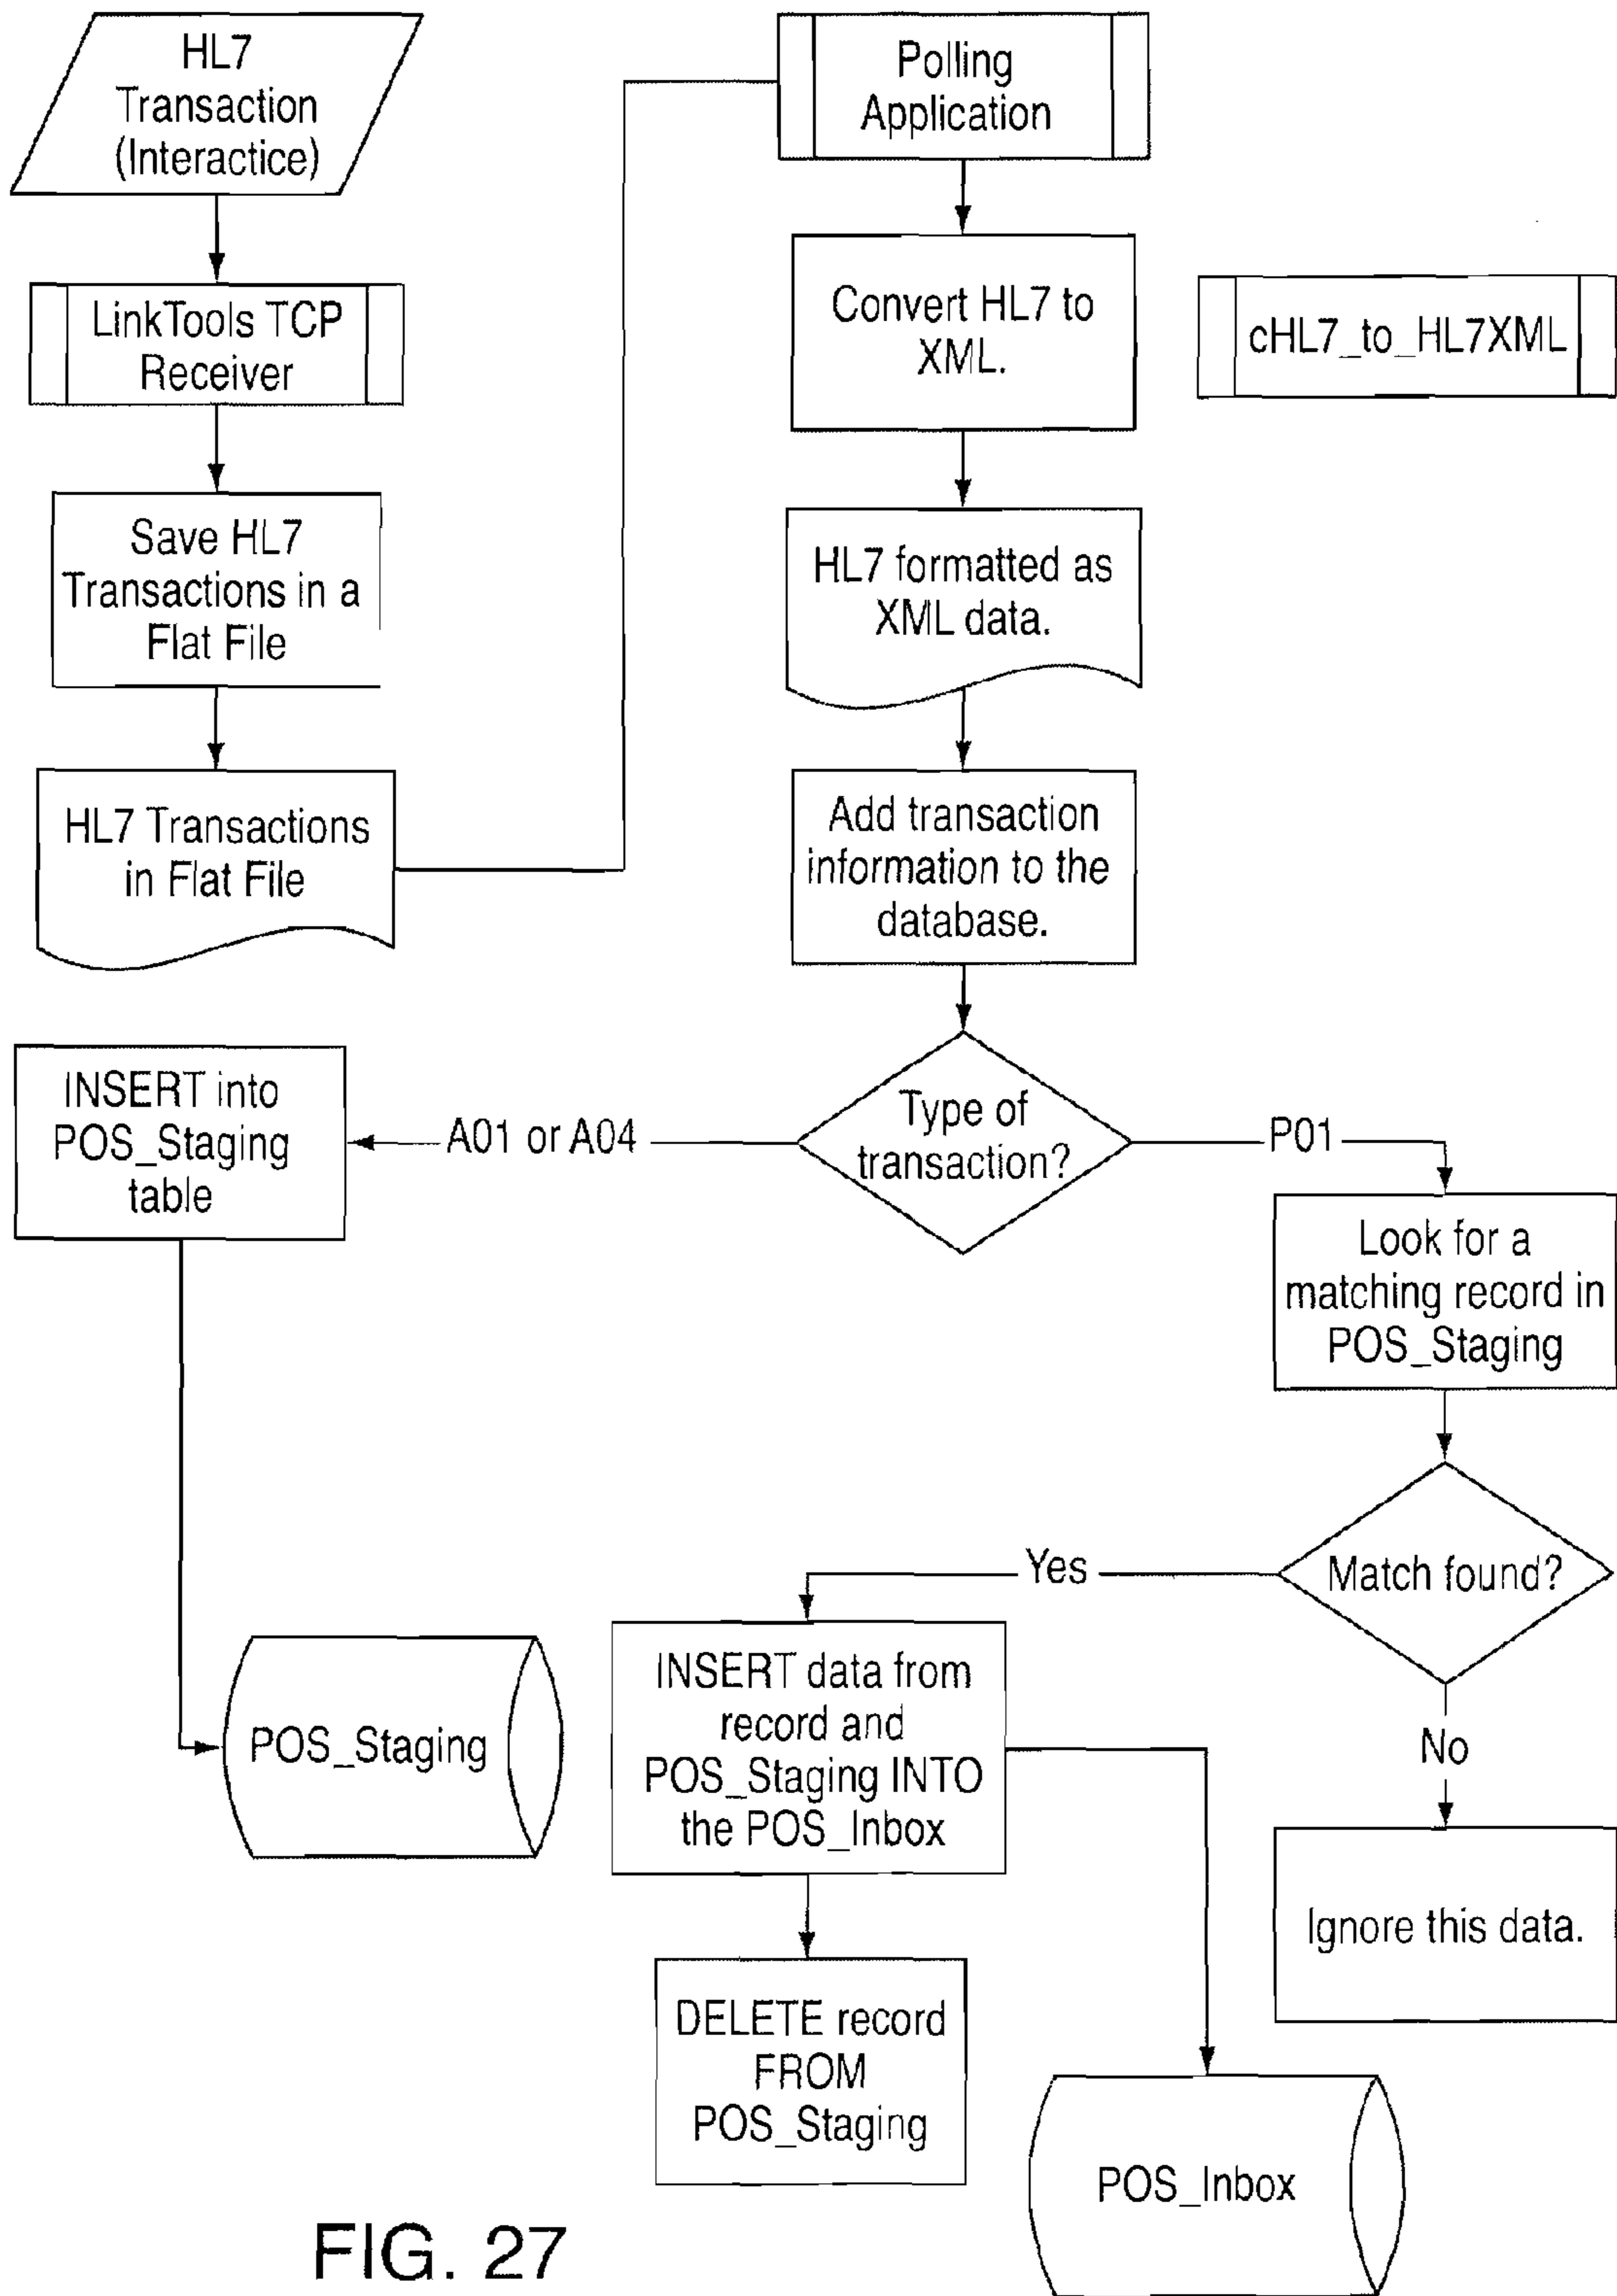 HL7
Transaction
(Interactice)
LinkTools TCP
Receiver
Save HL7
Transactions in a
Flat File
HL7 Transactions
in Flat File
Polling
Application
Convert HL7 to
XML.
cHL7_to_HL7XML
HL7 formatted as
XML data.
Add transaction
information to the
database.
Type of
transaction?
A01 or A04
P01
INSERT into
POS_Staging
table
POS_Staging
Look for a
matching record in
POS_Staging
Match found?
Yes
No
INSERT data from
record and
POS_Staging INTO
the POS_Inbox
Ignore this data.
DELETE record
FROM
POS_Staging
POS_Inbox
FIG. 27